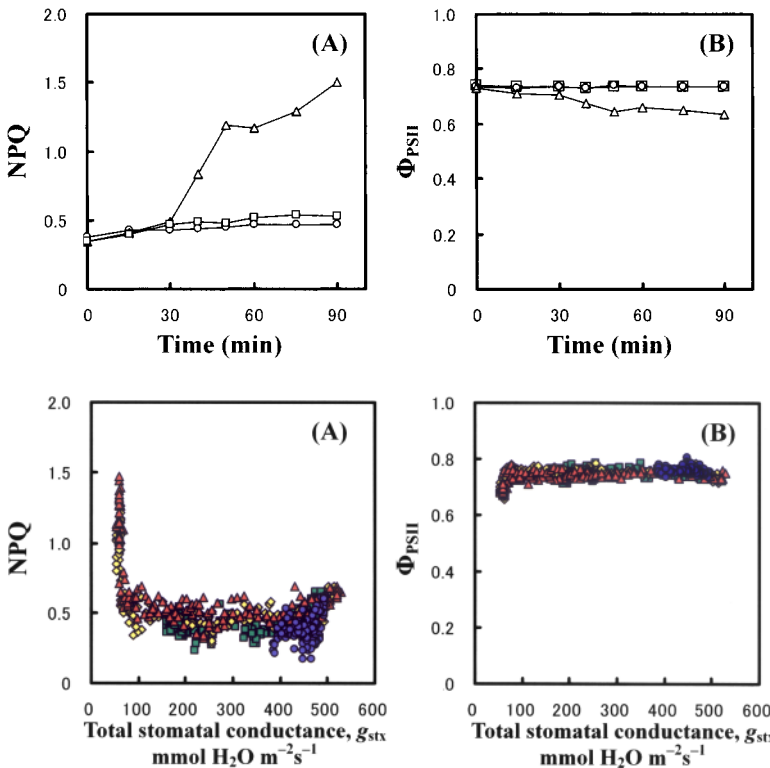 (A)
NPQ
2.0
1.5
1.0
0.5
0
0 30 60 90
Time (min)
(B)
ΦPSII
1.0
0.8
0.6
0.4
0.2
0
0 30 60 90
Time (min)
(A)
NPQ
2.0
1.5
1.0
0.5
0
0 100 200 300 400 500 600
Total stomatal conductance, gstx
mmol H2O m−2s−1
(B)
ΦPSII
1.0
0.8
0.6
0.4
0.2
0
0 100 200 300 400 500 600
Total stomatal conductance, gstx
mmol H2O m−2s−1